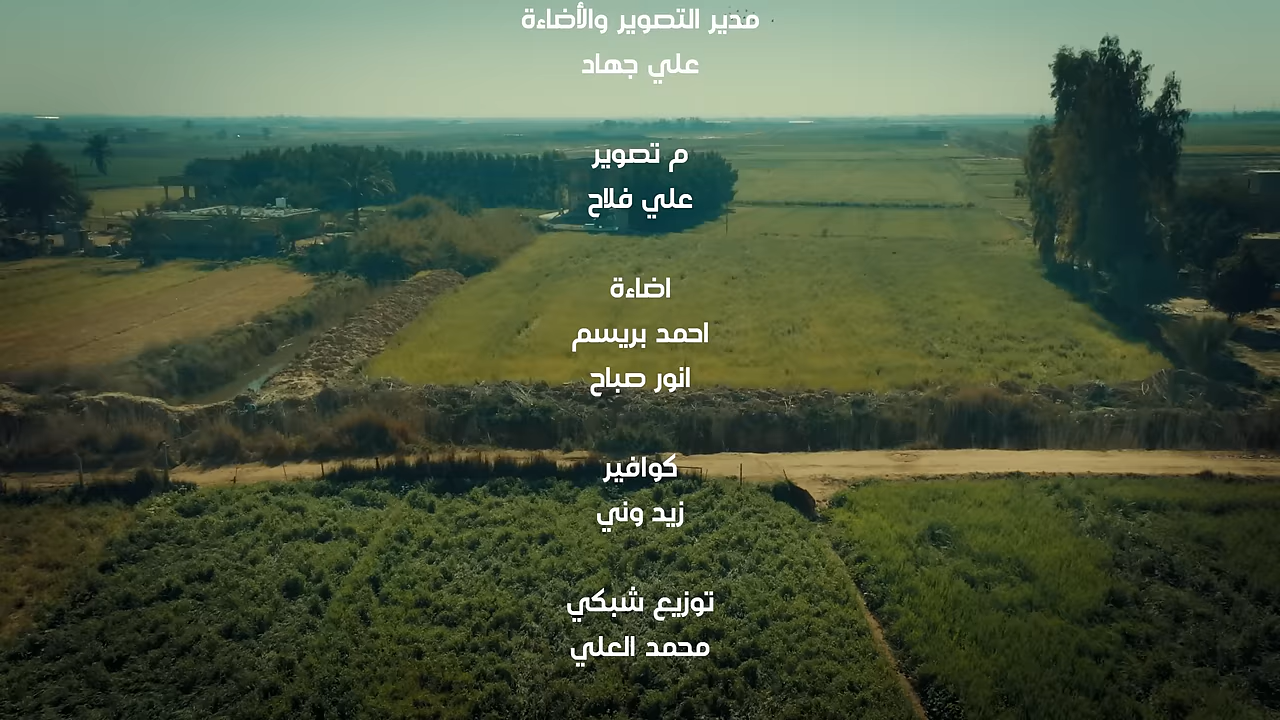 مدير التصوير والأضاءة
علي جهاد
م تصوير
علي فلاح
اضاءة
احمد بريسم
انور صباح
كوافير
زيد وني
توزيع شبكي
محمد العلي